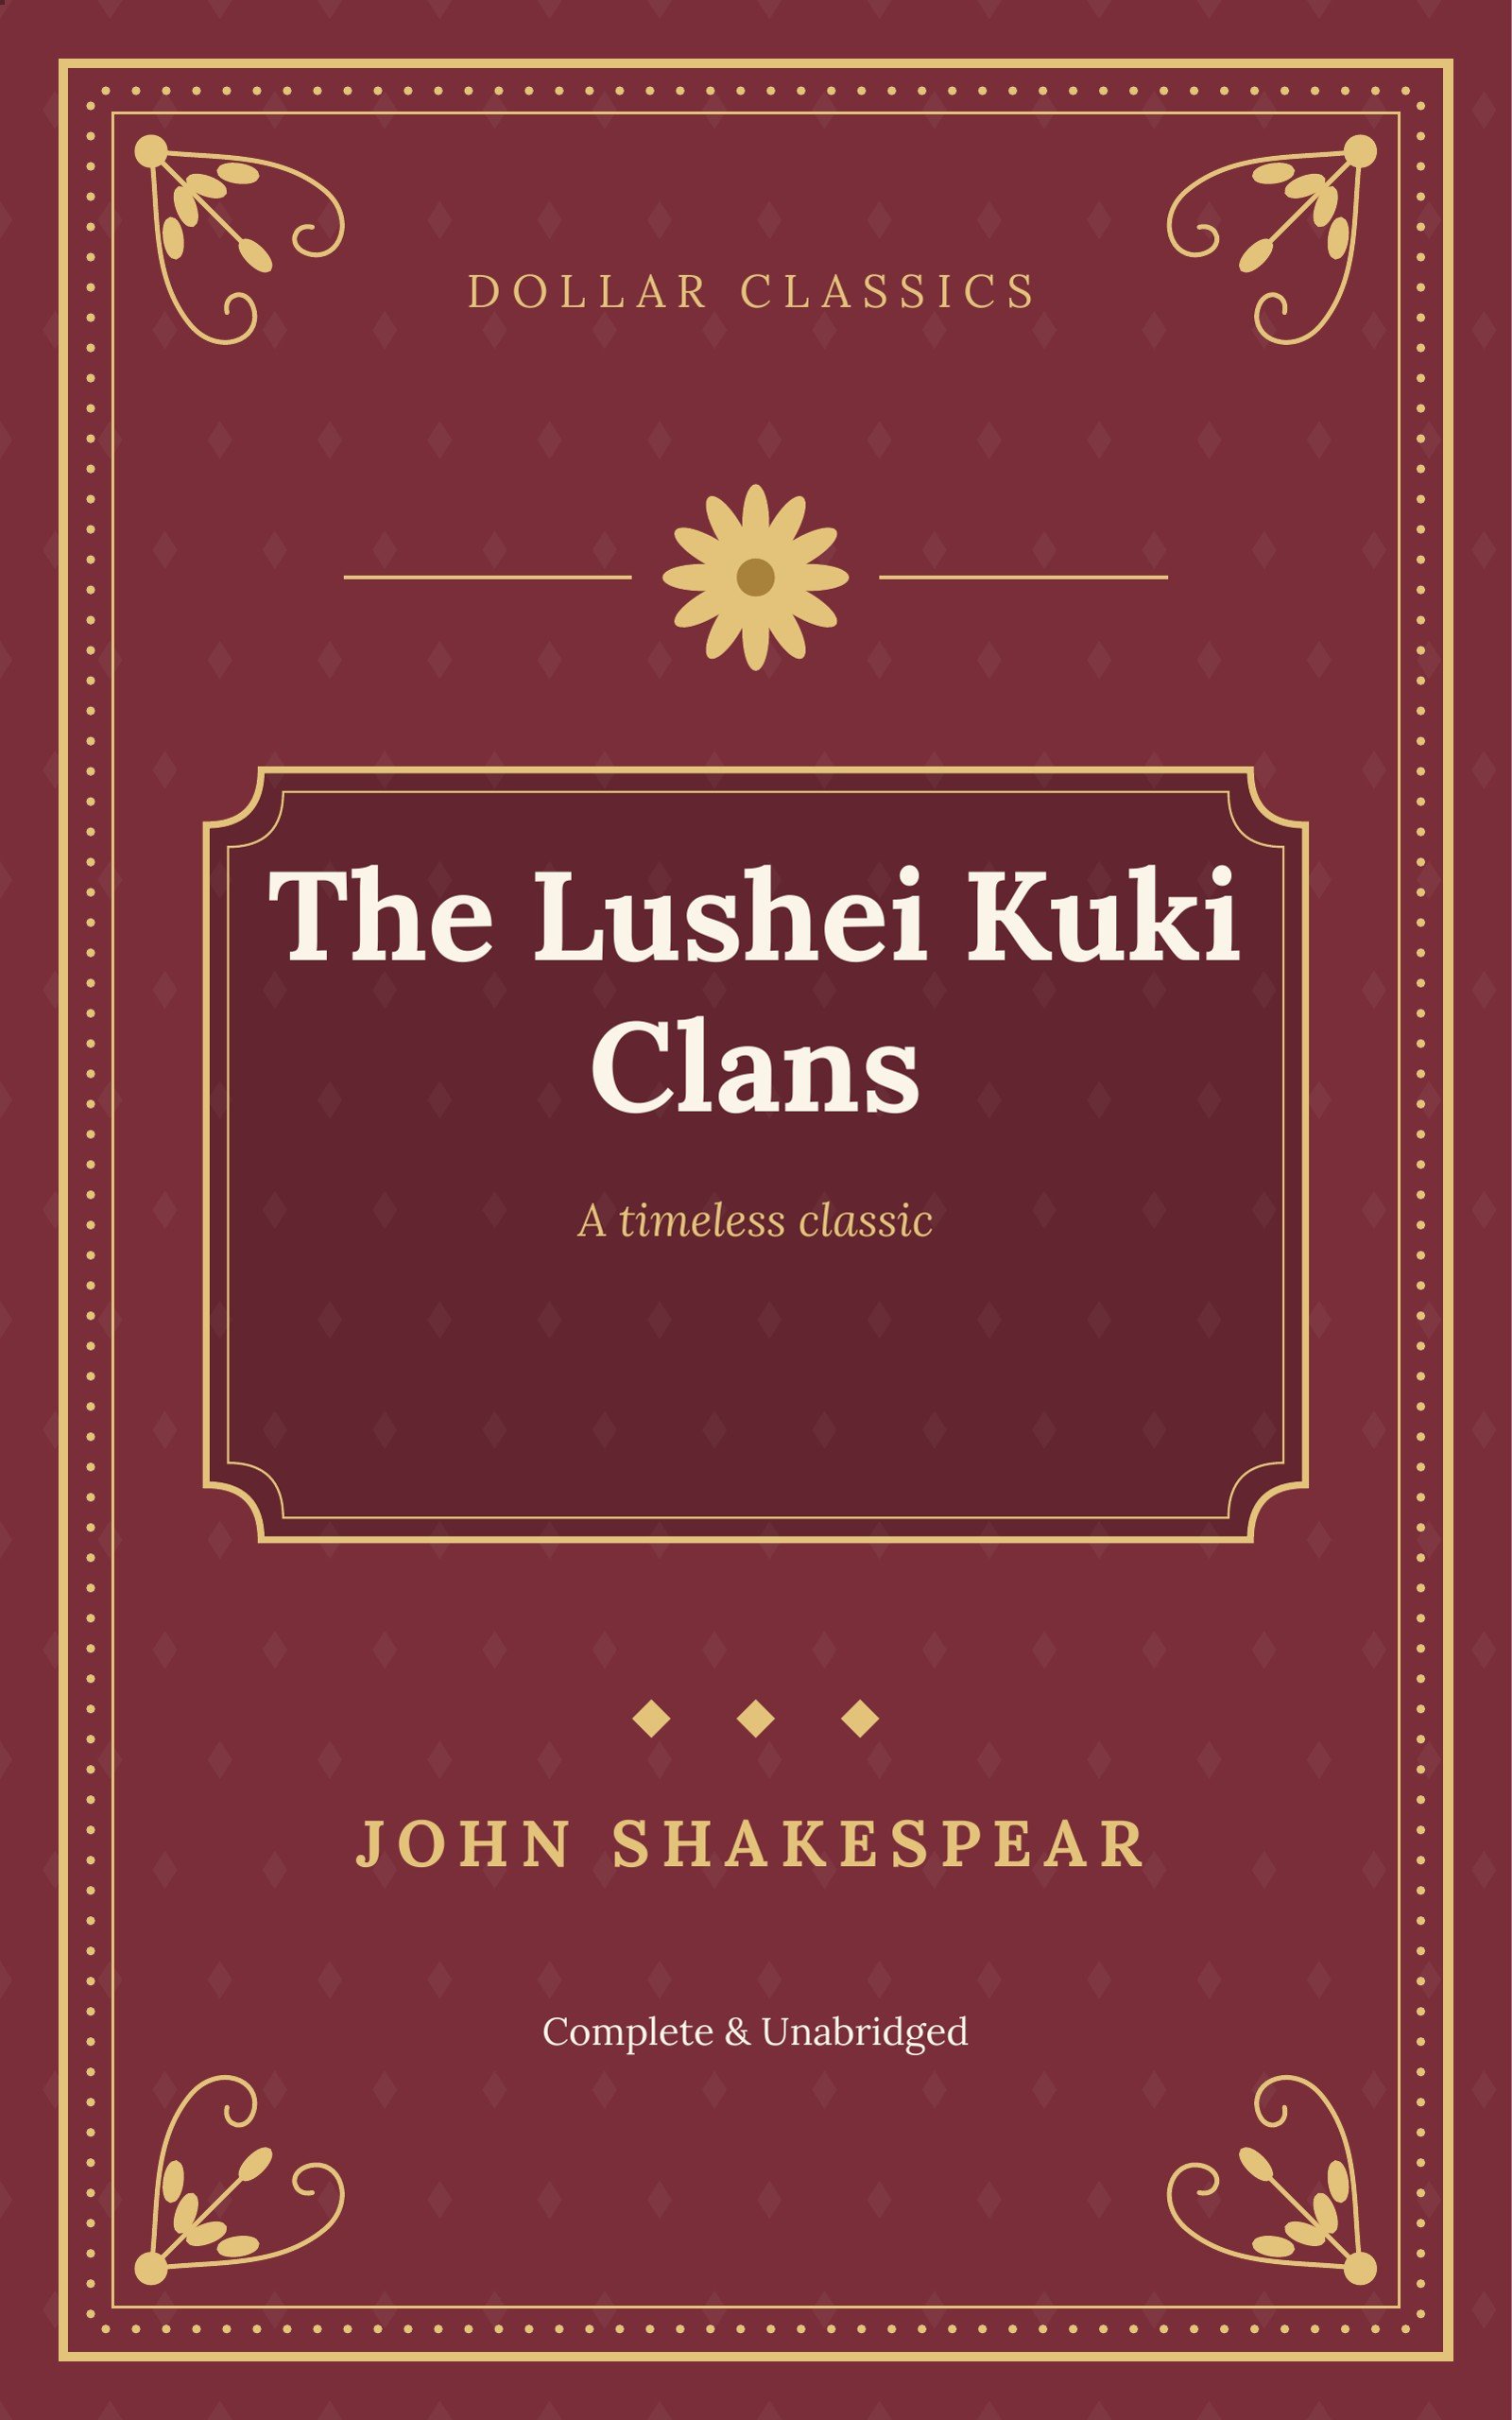 DOLLAR CLASSICS
The Lushei Kuki
Clans
A timeless classic
JOHN SHAKESPEAR
Complete & Unabridged